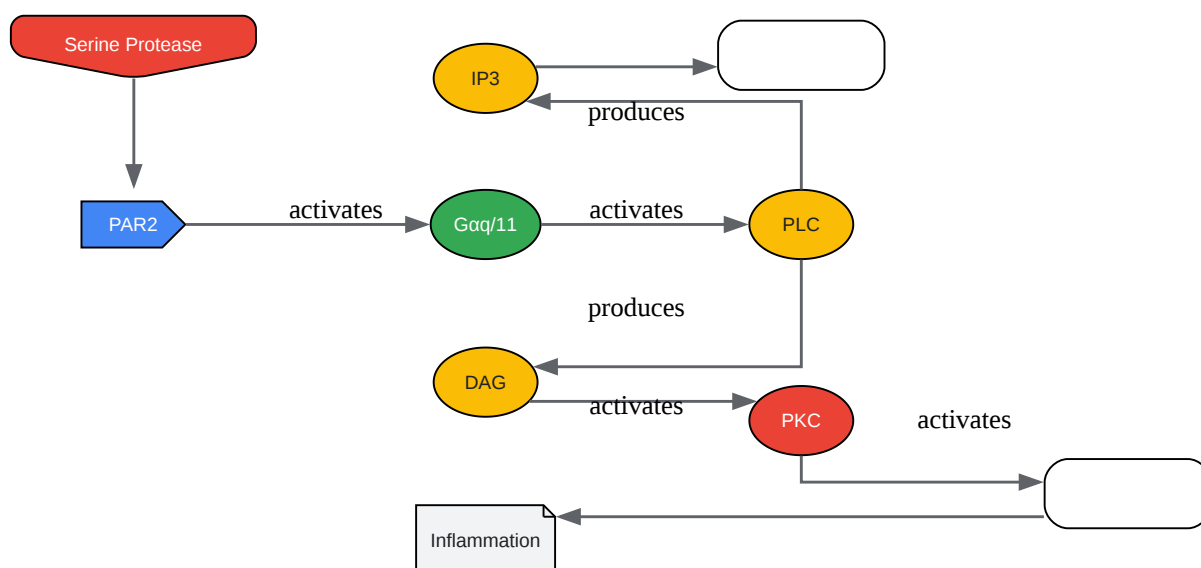 Serine Protease
IP3
produces
PAR2
activates
Gαq/11
activates
PLC
produces
DAG
activates
PKC
activates
Inflammation